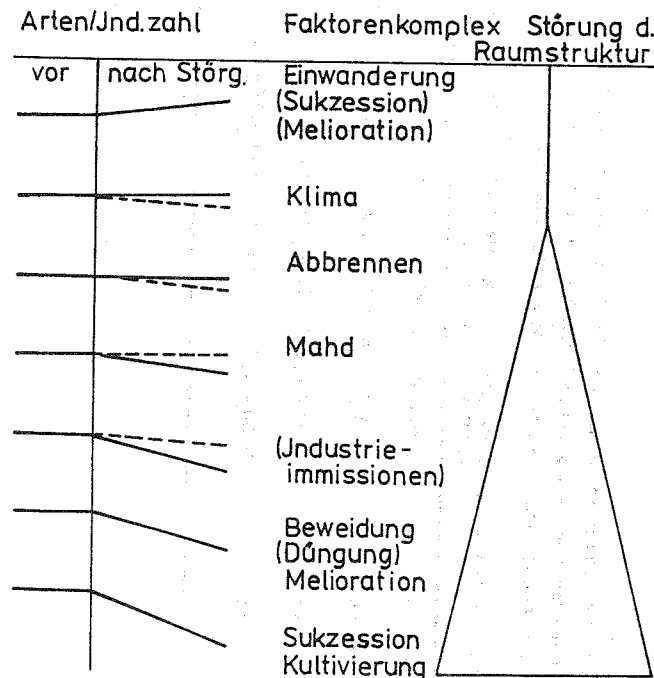 Arten/Jnd.zahl Faktorenkomplex Störung d.
Raumstruktur
vor nach Störg. Einwanderung
(Sukzession)
(Melioration)
Klima
Abbrennen
Mahd
(Jndustrie-
immissionen)
Beweidung
(Düngung)
Melioration
Sukzession
Kultivierung